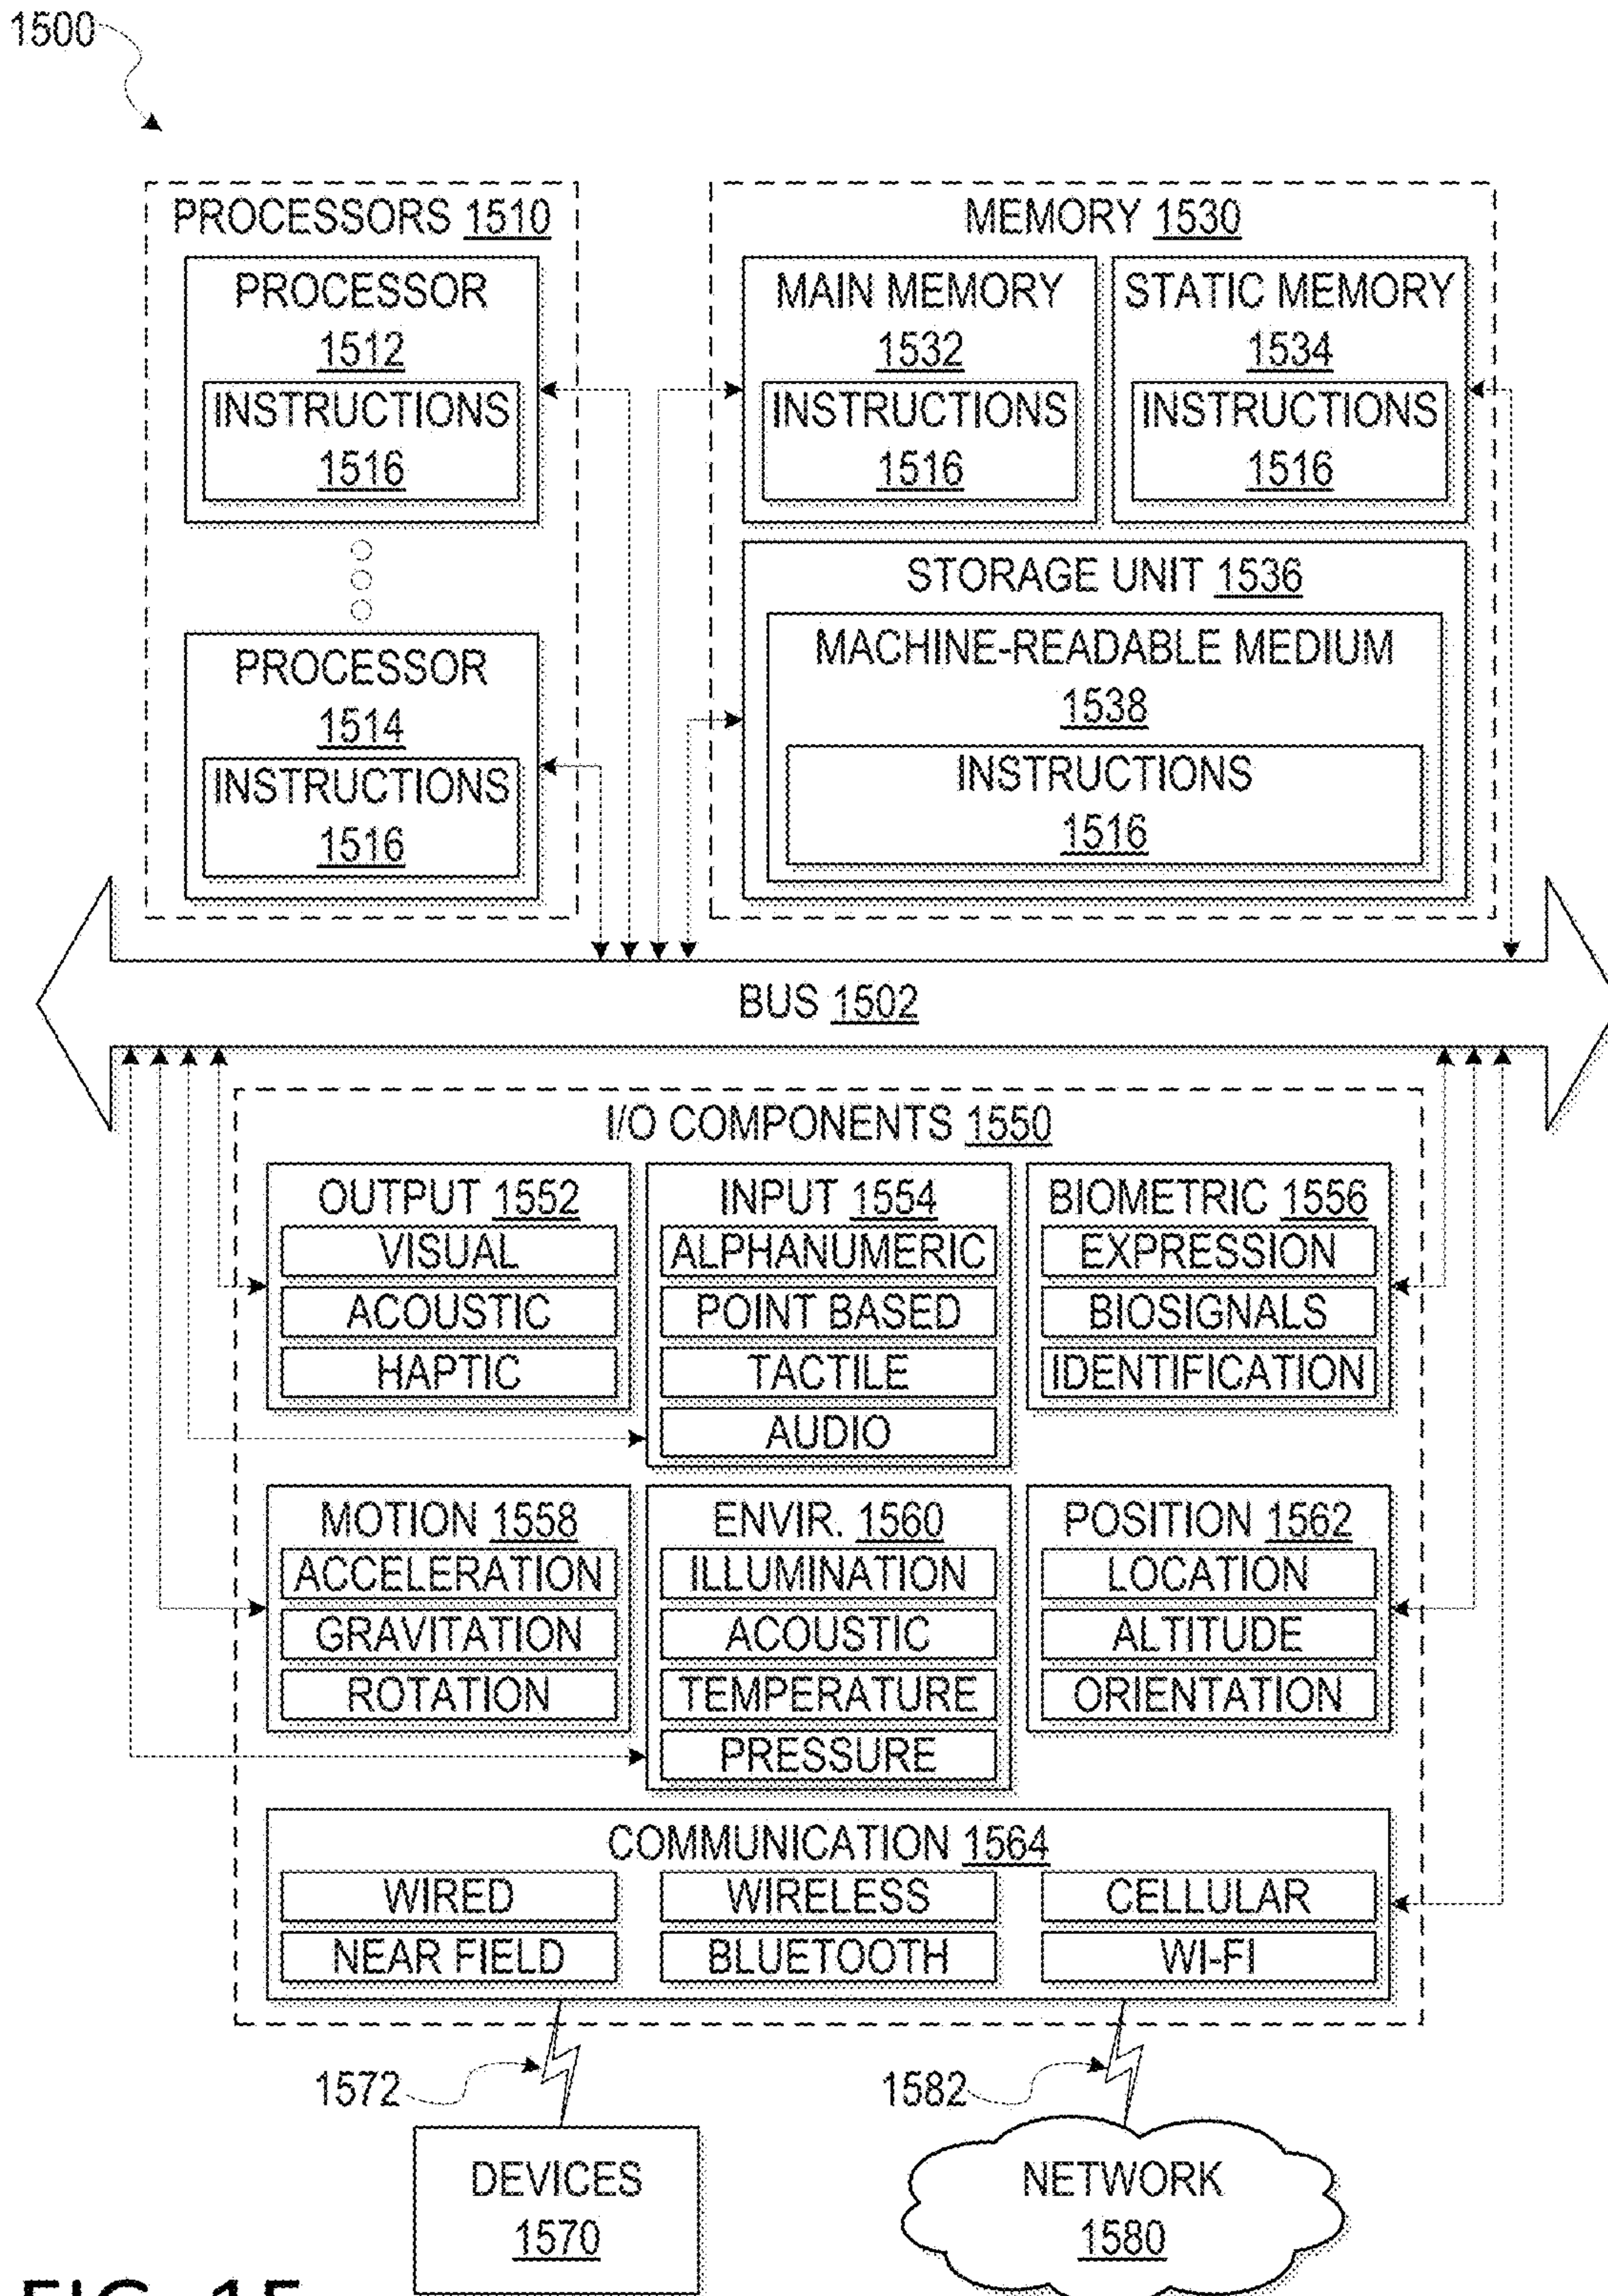 1500
PROCESSORS 1510
PROCESSOR
1512
INSTRUCTIONS
1516
PROCESSOR
1514
INSTRUCTIONS
1516
MEMORY 1530
MAIN MEMORY
1532
INSTRUCTIONS
1516
STATIC MEMORY
1534
INSTRUCTIONS
1516
STORAGE UNIT 1536
MACHINE-READABLE MEDIUM
1538
INSTRUCTIONS
1516
BUS 1502
I/O COMPONENTS 1550
OUTPUT 1552
VISUAL
ACOUSTIC
HAPTIC
INPUT 1554
ALPHANUMERIC
POINT BASED
TACTILE
AUDIO
BIOMETRIC 1556
EXPRESSION
BIOSIGNALS
IDENTIFICATION
MOTION 1558
ACCELERATION
GRAVITATION
ROTATION
ENVIR. 1560
ILLUMINATION
ACOUSTIC
TEMPERATURE
PRESSURE
POSITION 1562
LOCATION
ALTITUDE
ORIENTATION
COMMUNICATION 1564
WIRED
WIRELESS
CELLULAR
NEAR FIELD
BLUETOOTH
WI-FI
1572
1582
DEVICES
1570
NETWORK
1580
FIG. 15